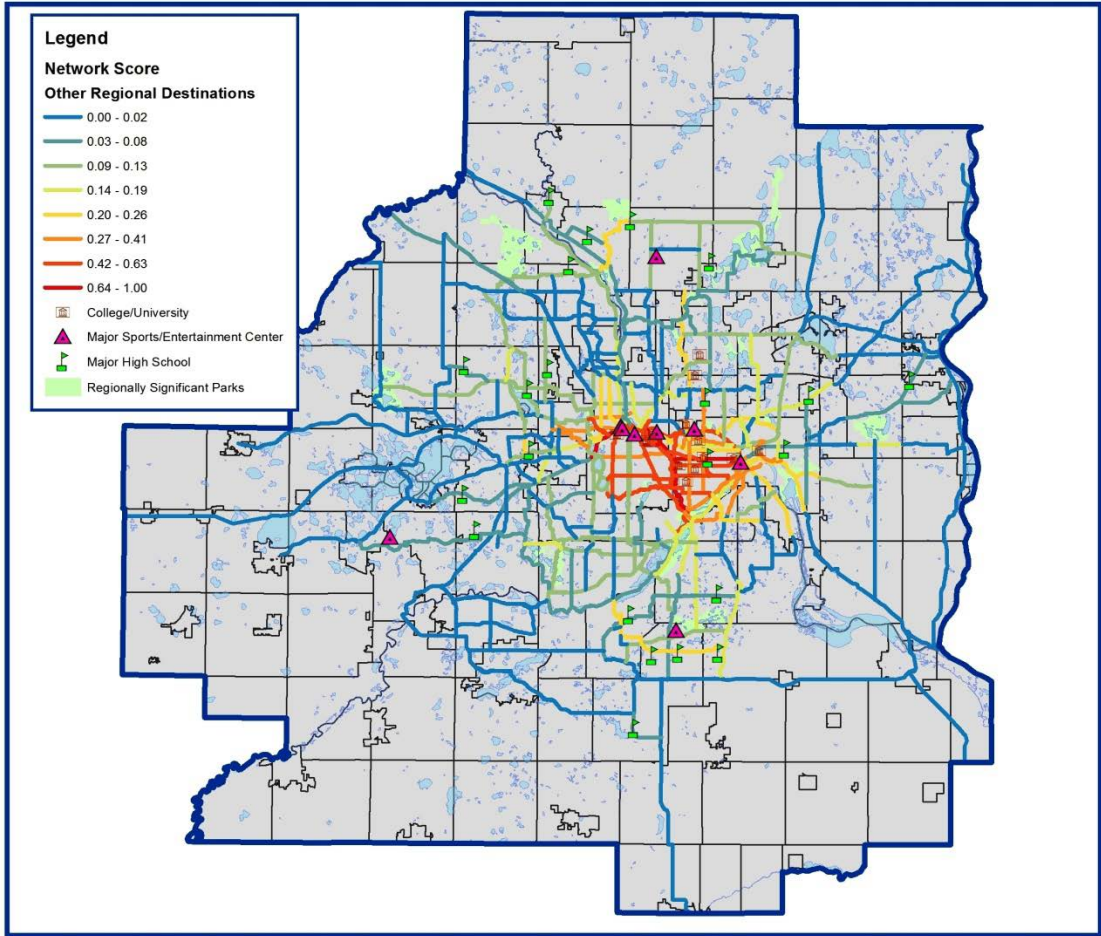 Legend
Network Score
Other Regional Destinations
0.00 - 0.02
0.03 - 0.08
0.09 - 0.13
0.14 - 0.19
0.20 - 0.26
0.27 - 0.41
0.42 - 0.63
0.64 - 1.00
College/University
Major Sports/Entertainment Center
Major High School
Regionally Significant Parks